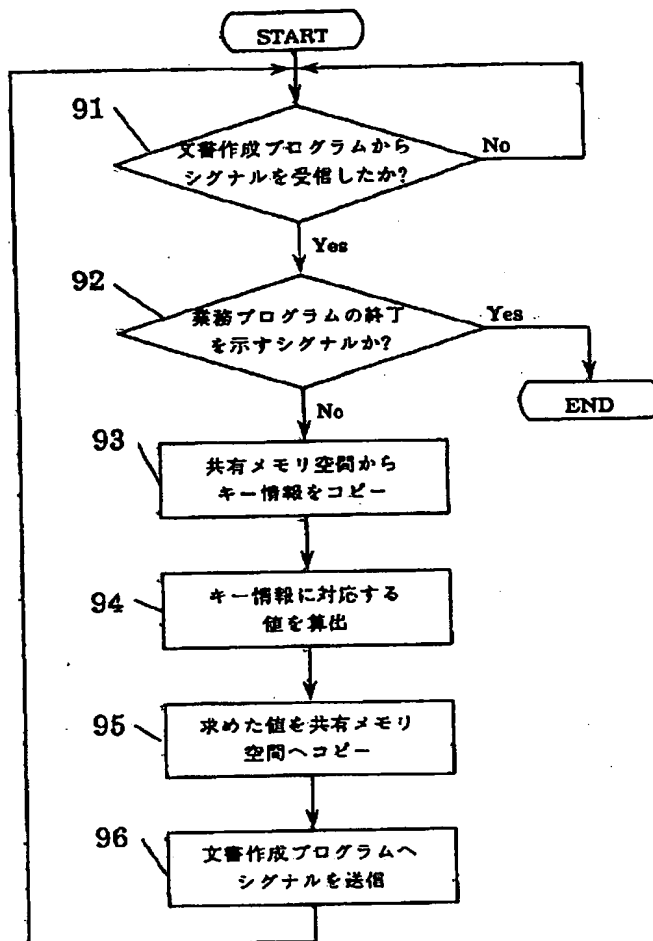 START
91
文書作成プログラムから
シグナルを受信したか?
No
Yes
92
業務プログラムの終了
を示すシグナルか?
Yes
No
END
93
共有メモリ空間から
キー情報をコピー
94
キー情報に対応する
値を算出
95
求めた値を共有メモリ
空間へコピー
96
文書作成プログラムへ
シグナルを送信